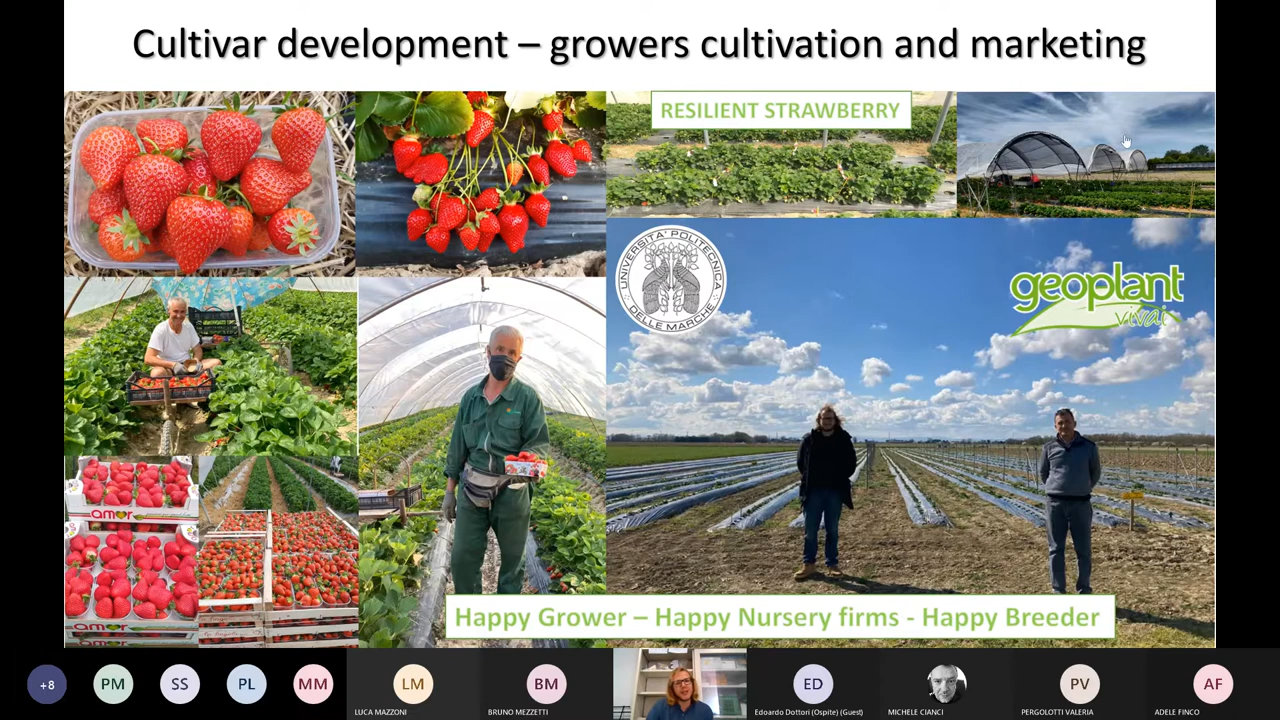 Cultivar development – growers cultivation and marketing
RESILIENT STRAWBERRY
UNIVERSITA' POLITECNICA
DELLE MARCHE
geoplant
vivai
amor
amor
Happy Grower – Happy Nursery firms - Happy Breeder
+8
PM
SS
PL
MM
LM
BM
ED
PV
AF
LUCA MAZZONI
BRUNO MEZZETTI
Edoardo Dottori (Ospite) (Guest)
MICHELE CIANCI
PERGOLOTTI VALERIA
ADELE FINCO